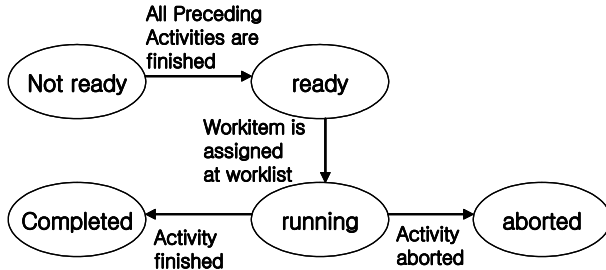 All Preceding
Activities are
finished
Not ready
ready
Workitem is
assigned
at worklist
Completed
running
aborted
Activity
finished
Activity
aborted